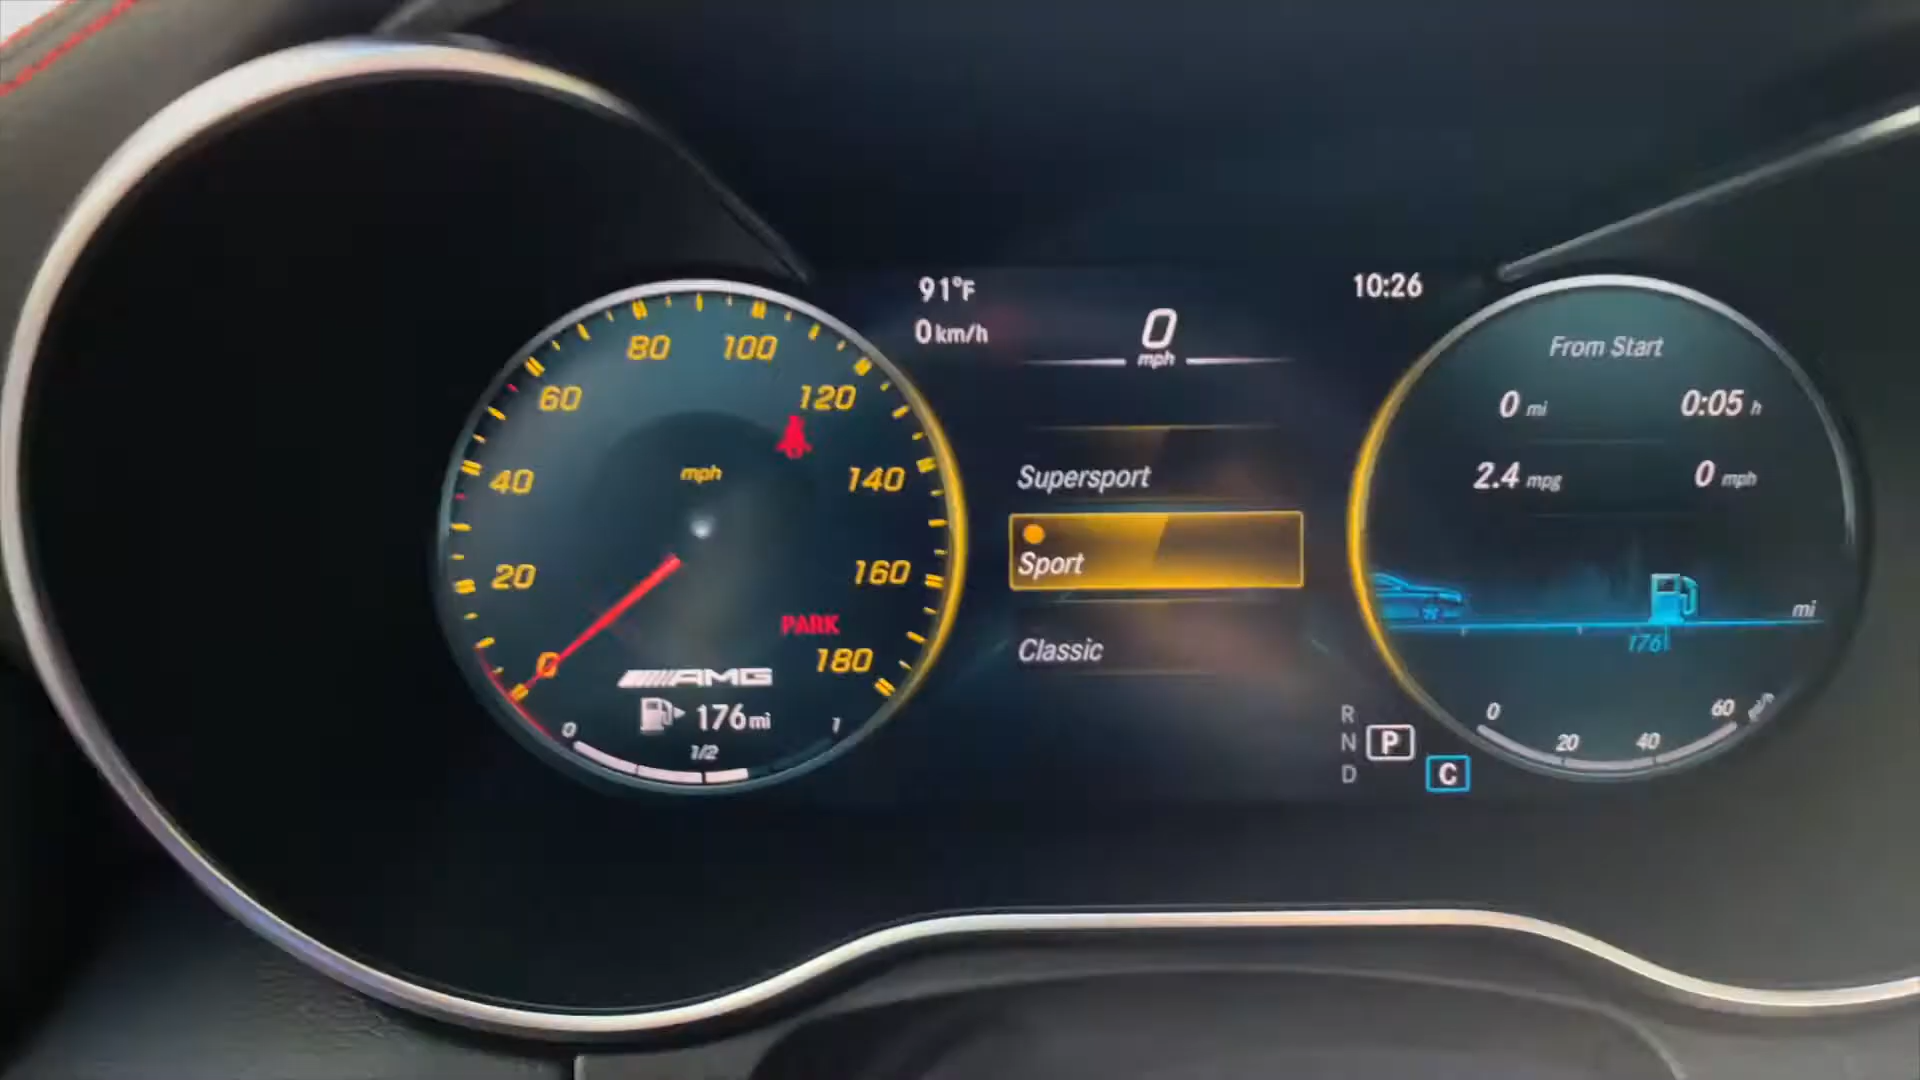 91°F
0 km/h
10:26
0
mph
80
100
60
120
40
mph
140
20
160
PARK
0
180
AMG
176 mi
0
1/2
1
Supersport
Sport
Classic
R
N
D
P
C
From Start
0 mi
0:05 h
2.4 mpg
0 mph
mi
176
0
20
40
60